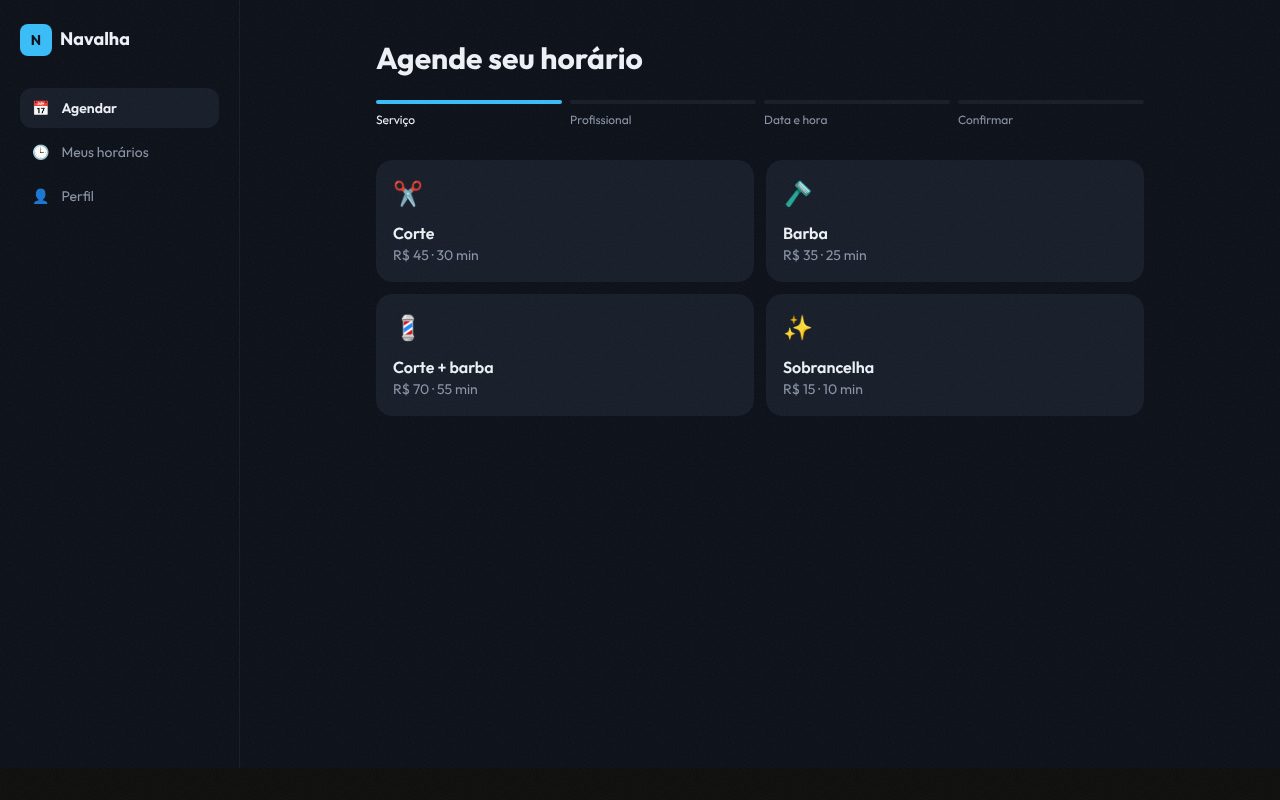 N Navalha
Agendar
Meus horários
Perfil
Agende seu horário
Serviço
Profissional
Data e hora
Confirmar
Corte
R$ 45 · 30 min
Barba
R$ 35 · 25 min
Corte + barba
R$ 70 · 55 min
Sobrancelha
R$ 15 · 10 min